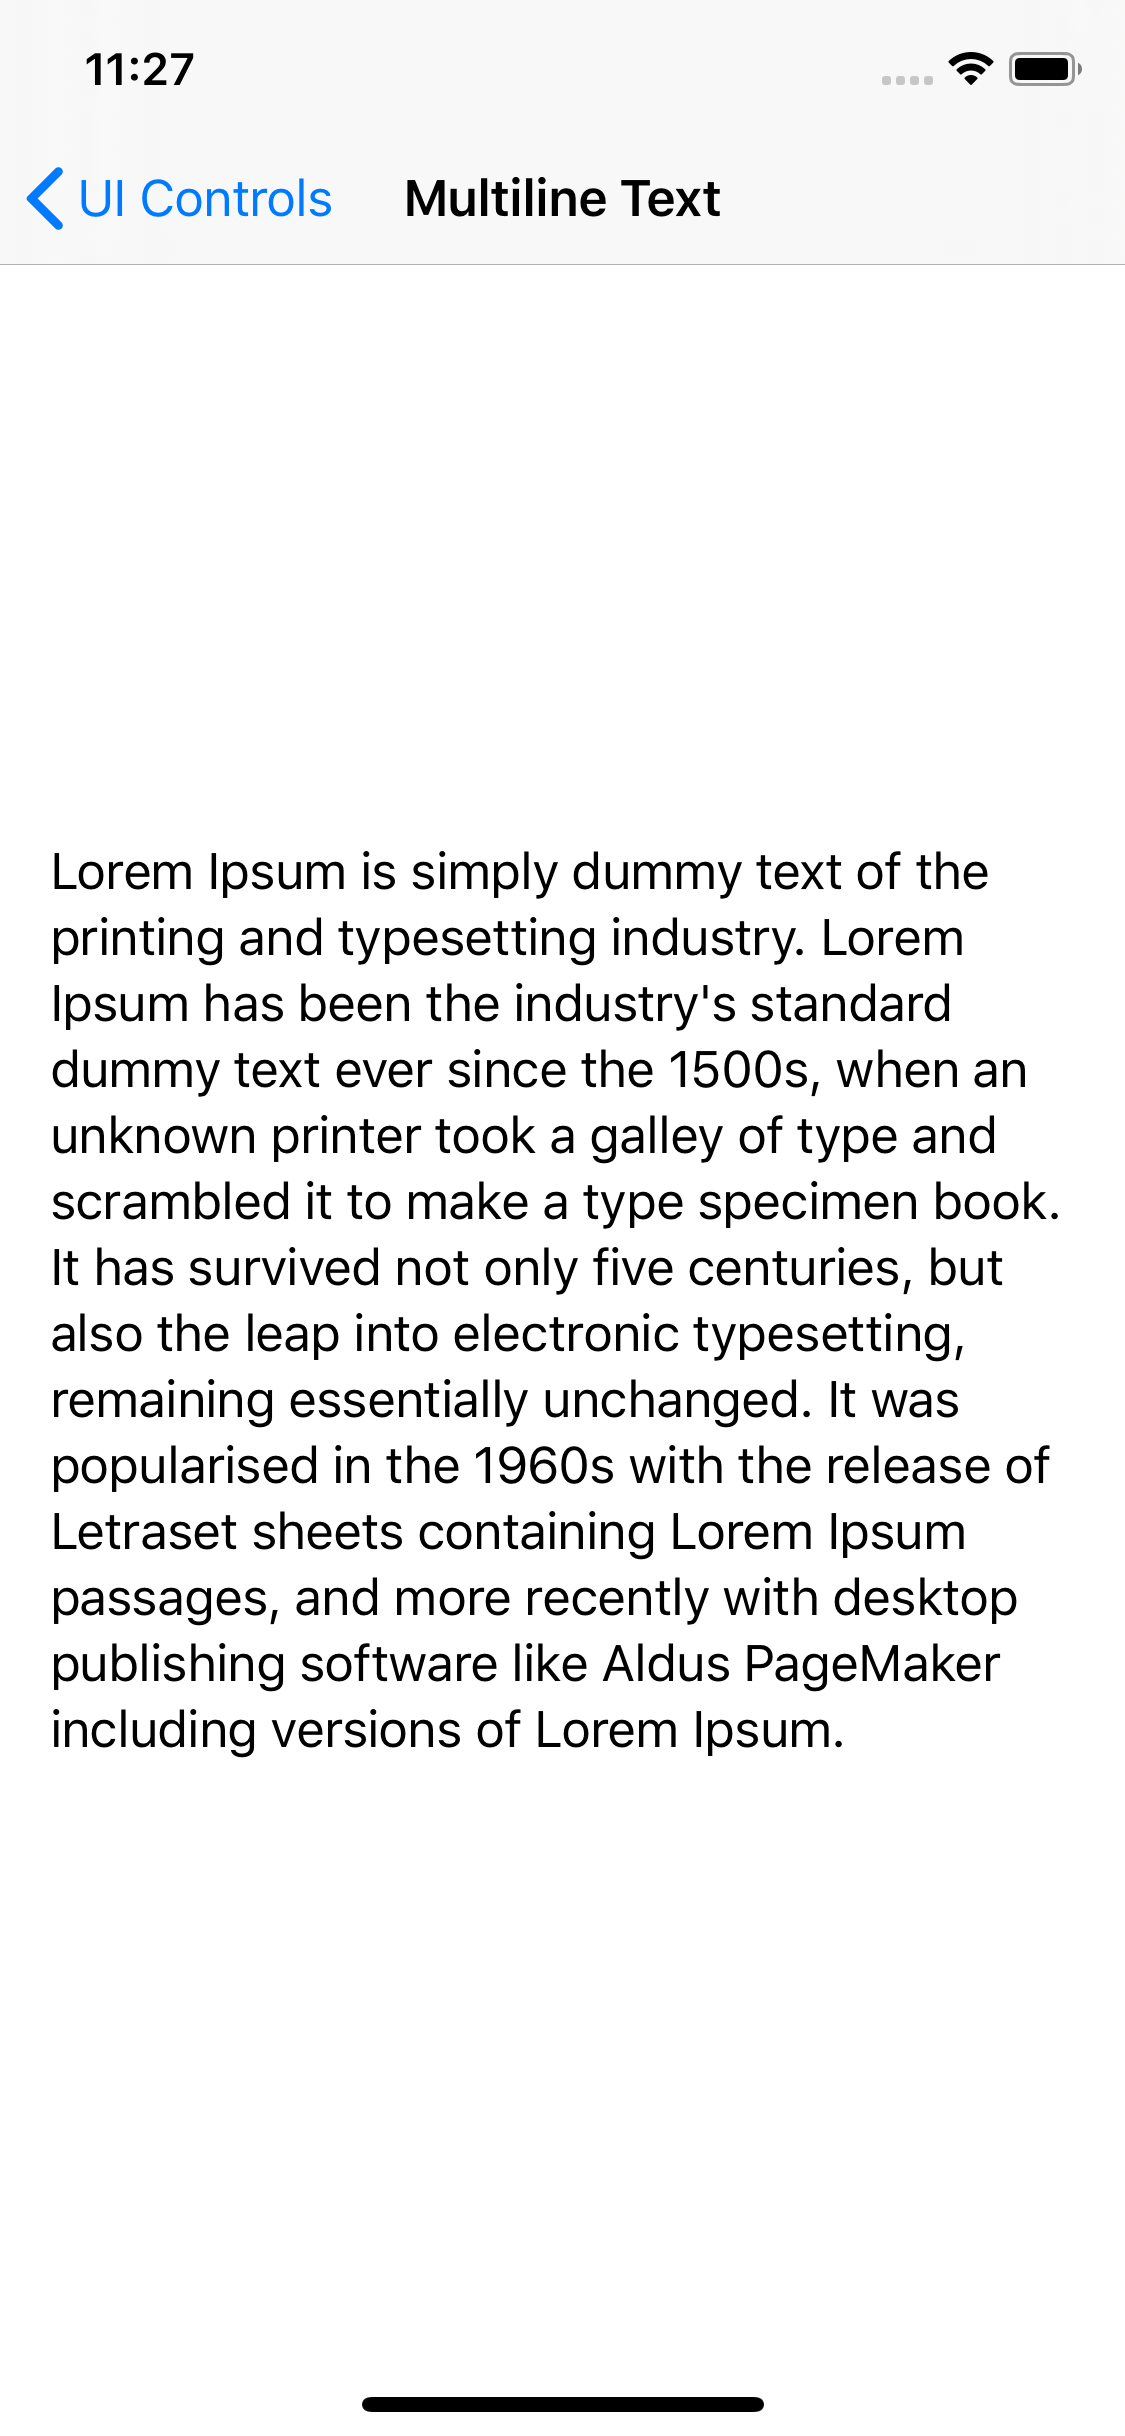 11:27
UI Controls
Multiline Text
Lorem Ipsum is simply dummy text of the
printing and typesetting industry. Lorem
Ipsum has been the industry's standard
dummy text ever since the 1500s, when an
unknown printer took a galley of type and
scrambled it to make a type specimen book.
It has survived not only five centuries, but
also the leap into electronic typesetting,
remaining essentially unchanged. It was
popularised in the 1960s with the release of
Letraset sheets containing Lorem Ipsum
passages, and more recently with desktop
publishing software like Aldus PageMaker
including versions of Lorem Ipsum.